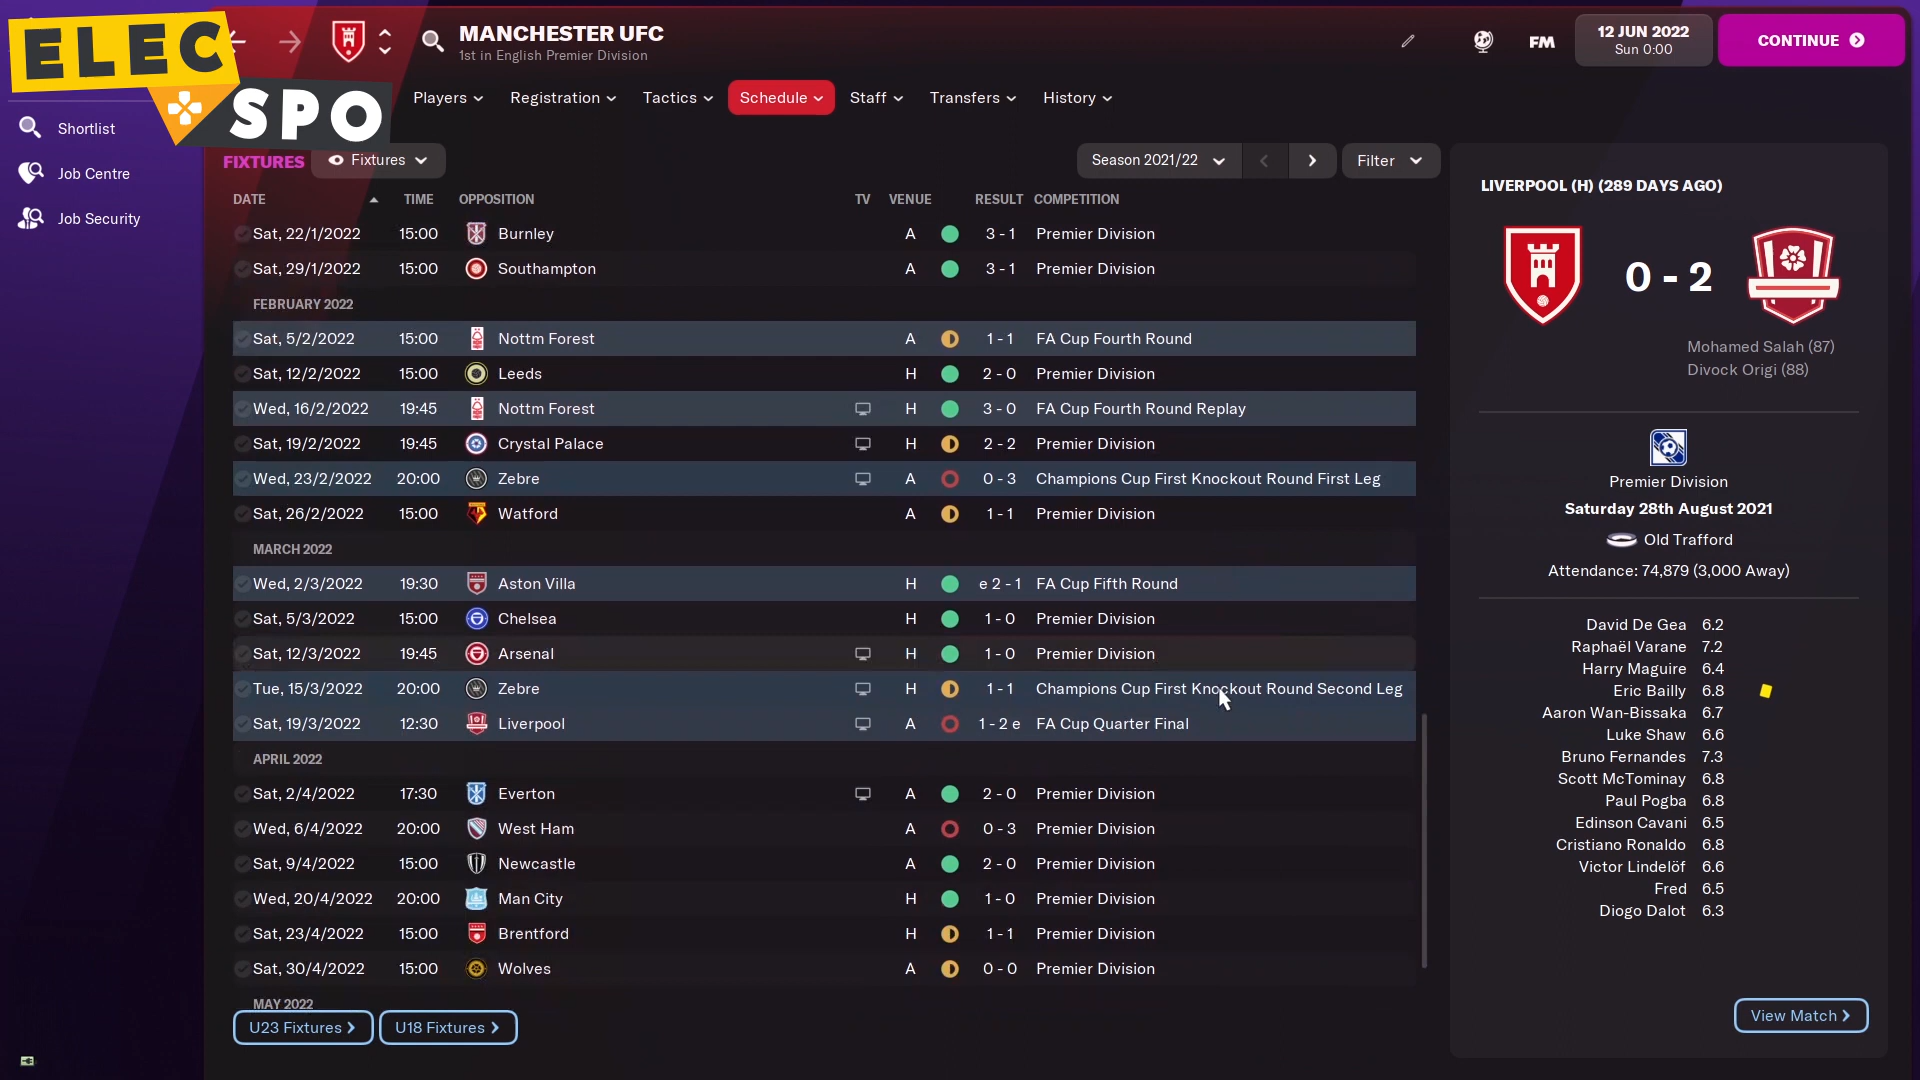 ELEC
SPO
MANCHESTER UFC
1st in English Premier Division
FM
12 JUN 2022
Sun 0:00
CONTINUE
Players
Registration
Tactics
Schedule
Staff
Transfers
History
Shortlist
Job Centre
Job Security
FIXTURES
Fixtures
Season 2021/22
Filter
DATE TIME OPPOSITION TV VENUE RESULT COMPETITION
Sat, 22/1/2022 15:00 Burnley A 3 - 1 Premier Division
Sat, 29/1/2022 15:00 Southampton A 3 - 1 Premier Division
FEBRUARY 2022
Sat, 5/2/2022 15:00 Nottm Forest A 1 - 1 FA Cup Fourth Round
Sat, 12/2/2022 15:00 Leeds H 2 - 0 Premier Division
Wed, 16/2/2022 19:45 Nottm Forest H 3 - 0 FA Cup Fourth Round Replay
Sat, 19/2/2022 19:45 Crystal Palace H 2 - 2 Premier Division
Wed, 23/2/2022 20:00 Zebre A 0 - 3 Champions Cup First Knockout Round First Leg
Sat, 26/2/2022 15:00 Watford A 1 - 1 Premier Division
MARCH 2022
Wed, 2/3/2022 19:30 Aston Villa H e 2 - 1 FA Cup Fifth Round
Sat, 5/3/2022 15:00 Chelsea H 1 - 0 Premier Division
Sat, 12/3/2022 19:45 Arsenal H 1 - 0 Premier Division
Tue, 15/3/2022 20:00 Zebre H 1 - 1 Champions Cup First Knockout Round Second Leg
Sat, 19/3/2022 12:30 Liverpool A 1 - 2 e FA Cup Quarter Final
APRIL 2022
Sat, 2/4/2022 17:30 Everton A 2 - 0 Premier Division
Wed, 6/4/2022 20:00 West Ham A 0 - 3 Premier Division
Sat, 9/4/2022 15:00 Newcastle A 2 - 0 Premier Division
Wed, 20/4/2022 20:00 Man City H 1 - 0 Premier Division
Sat, 23/4/2022 15:00 Brentford H 1 - 1 Premier Division
Sat, 30/4/2022 15:00 Wolves A 0 - 0 Premier Division
MAY 2022
U23 Fixtures
U18 Fixtures
LIVERPOOL (H) (289 DAYS AGO)
0 - 2
Mohamed Salah (87)
Divock Origi (88)
Premier Division
Saturday 28th August 2021
Old Trafford
Attendance: 74,879 (3,000 Away)
David De Gea 6.2
Raphaël Varane 7.2
Harry Maguire 6.4
Eric Bailly 6.8
Aaron Wan-Bissaka 6.7
Luke Shaw 6.6
Bruno Fernandes 7.3
Scott McTominay 6.8
Paul Pogba 6.8
Edinson Cavani 6.5
Cristiano Ronaldo 6.8
Victor Lindelöf 6.6
Fred 6.5
Diogo Dalot 6.3
View Match